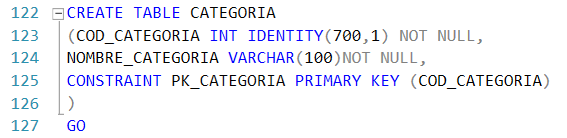 122 CREATE TABLE CATEGORIA
123 (COD_CATEGORIA INT IDENTITY(700,1) NOT NULL,
124 NOMBRE_CATEGORIA VARCHAR(100)NOT NULL,
125 CONSTRAINT PK_CATEGORIA PRIMARY KEY (COD_CATEGORIA)
126 )
127 GO